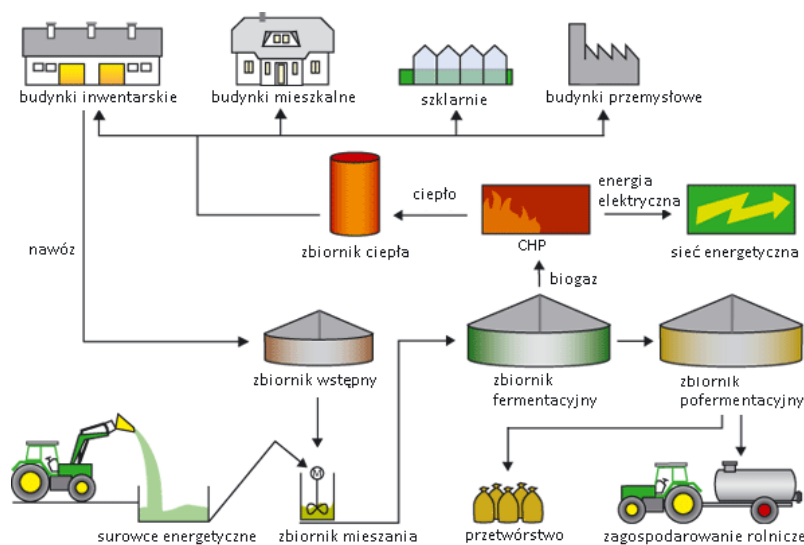 budynki inwentarskie
budynki mieszkalne
szklarnie
budynki przemysłowe
ciepło
energia
elektryczna
zbiornik ciepła
CHP
sieć energetyczna
nawóz
biogaz
zbiornik wstępny
zbiornik
fermentacyjny
zbiornik
pofermentacyjny
M
surowce energetyczne
zbiornik mieszania
przetwórstwo
zagospodarowanie rolnicze